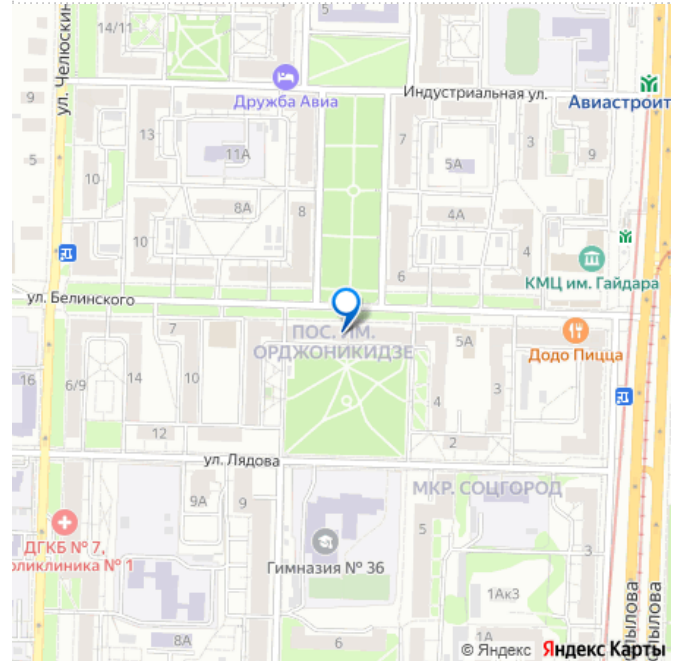 14/11
5
ул. Челюскин
Дружба Авиа
Индустриальная ул.
Авиастроит
9
13
11А
7
3
5А
9
5
10
8А
8
4А
10
4
6
КМЦ им. Гайдара
ул. Белинского
7
ПОС. ИМ.
ОРДЖОНИКИДЗЕ
5А
Додо Пицца
16
6/9
14
10
3
4
12
2
ул. Лядова
МКР. СОЦГОРОД
9А
9
ДГКБ № 7,
оликлиника № 1
Гимназия № 36
5
3
1Ак3
8А
6
1А
ылова
ылова
© Яндекс Яндекс Карты